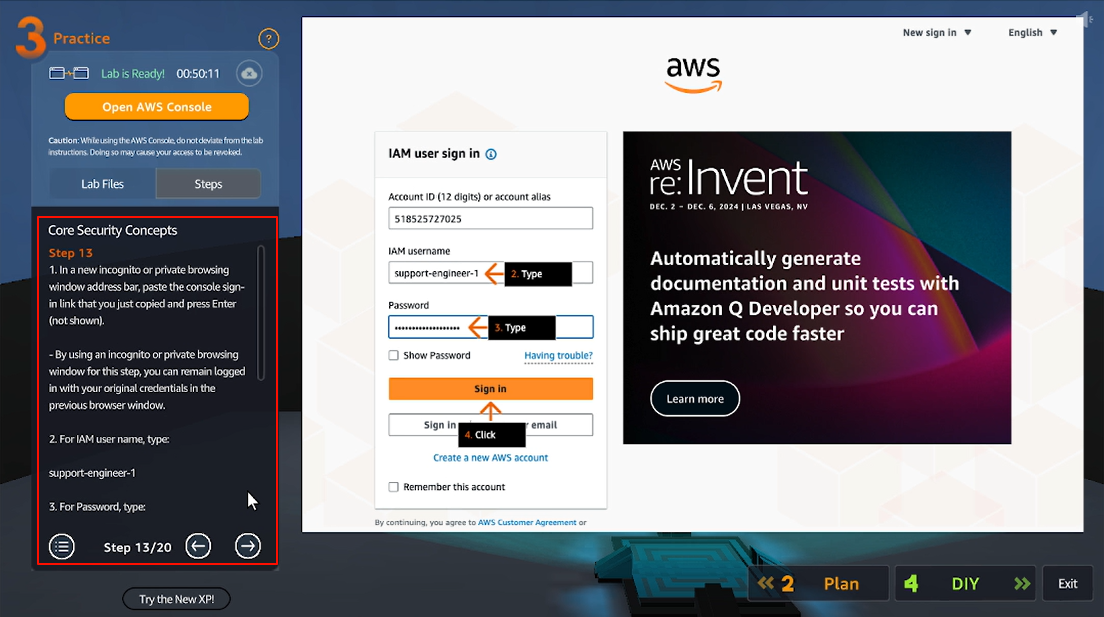 3 Practice
?
Lab is Ready! 00:50:11
Open AWS Console
Caution: While using the AWS Console, do not deviate from the lab
instructions. Doing so may cause your access to be revoked.
Lab Files
Steps
Core Security Concepts
Step 13
1. In a new incognito or private browsing
window address bar, paste the console sign-
in link that you just copied and press Enter
(not shown).
- By using an incognito or private browsing
window for this step, you can remain logged
in with your original credentials in the
previous browser window.
2. For IAM user name, type:
support-engineer-1
3. For Password, type:
Step 13/20
Try the New XP!
New sign in
English
aws
IAM user sign in
Account ID (12 digits) or account alias
518525727025
IAM username
support-engineer-1
2. Type
Password
3. Type
Show Password
Having trouble?
Sign in
4. Click
Sign in
email
Create a new AWS account
Remember this account
By continuing, you agree to AWS Customer Agreement or
AWS
re:Invent
DEC. 2 – DEC. 6, 2024 | LAS VEGAS, NV
Automatically generate
documentation and unit tests with
Amazon Q Developer so you can
ship great code faster
Learn more
2 Plan
4 DIY
Exit